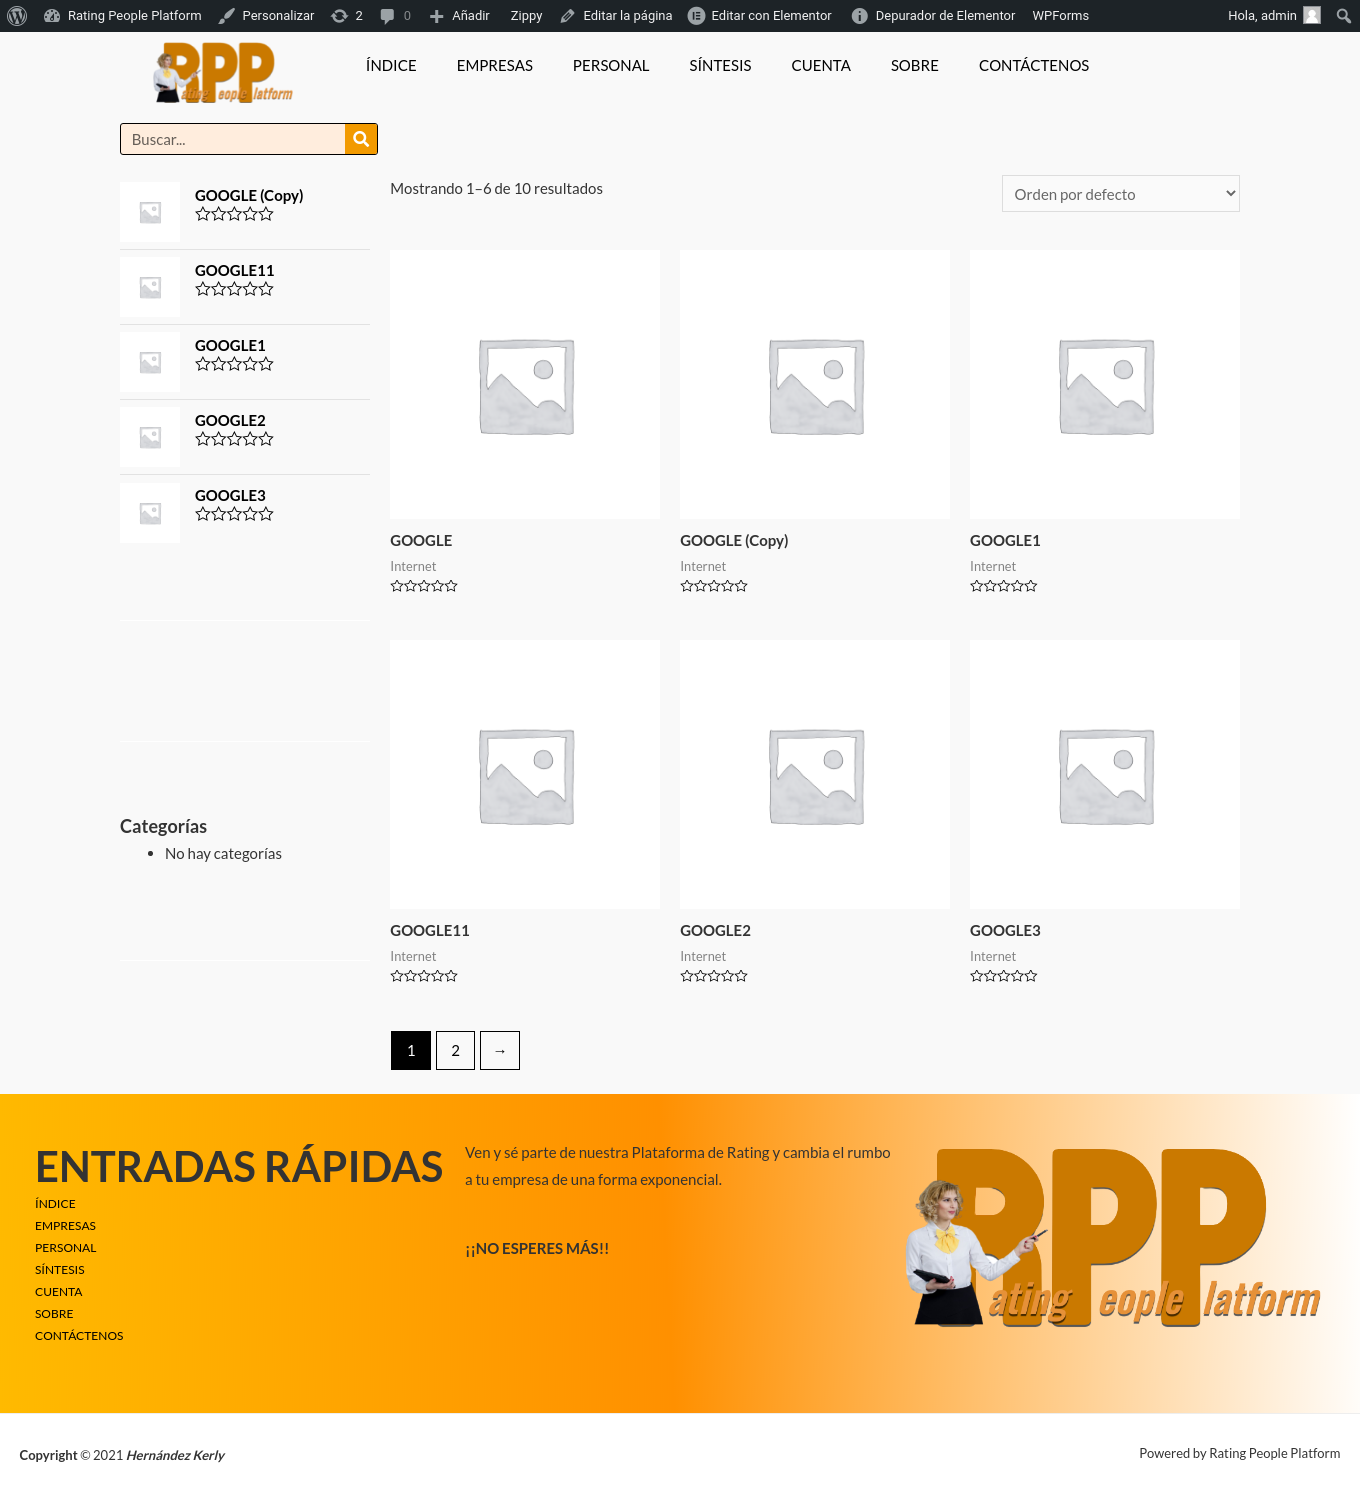 Rating People Platform Personalizar 2 0 Añadir Zippy Editar la página Editar con Elementor Depurador de Elementor WPForms Hola, admin
RPP
ating eople latform
ÍNDICE EMPRESAS PERSONAL SÍNTESIS CUENTA SOBRE CONTÁCTENOS
Buscar...
GOOGLE (Copy)
GOOGLE11
GOOGLE1
GOOGLE2
GOOGLE3
Categorías
No hay categorías
Mostrando 1–6 de 10 resultados
Orden por defecto
GOOGLE
Internet
GOOGLE (Copy)
Internet
GOOGLE1
Internet
GOOGLE11
Internet
GOOGLE2
Internet
GOOGLE3
Internet
1 2 →
ENTRADAS RÁPIDAS
ÍNDICE
EMPRESAS
PERSONAL
SÍNTESIS
CUENTA
SOBRE
CONTÁCTENOS
Ven y sé parte de nuestra Plataforma de Rating y cambia el rumbo
a tu empresa de una forma exponencial.
¡¡NO ESPERES MÁS!!
RPP
ating eople latform
Copyright © 2021 Hernández Kerly
Powered by Rating People Platform